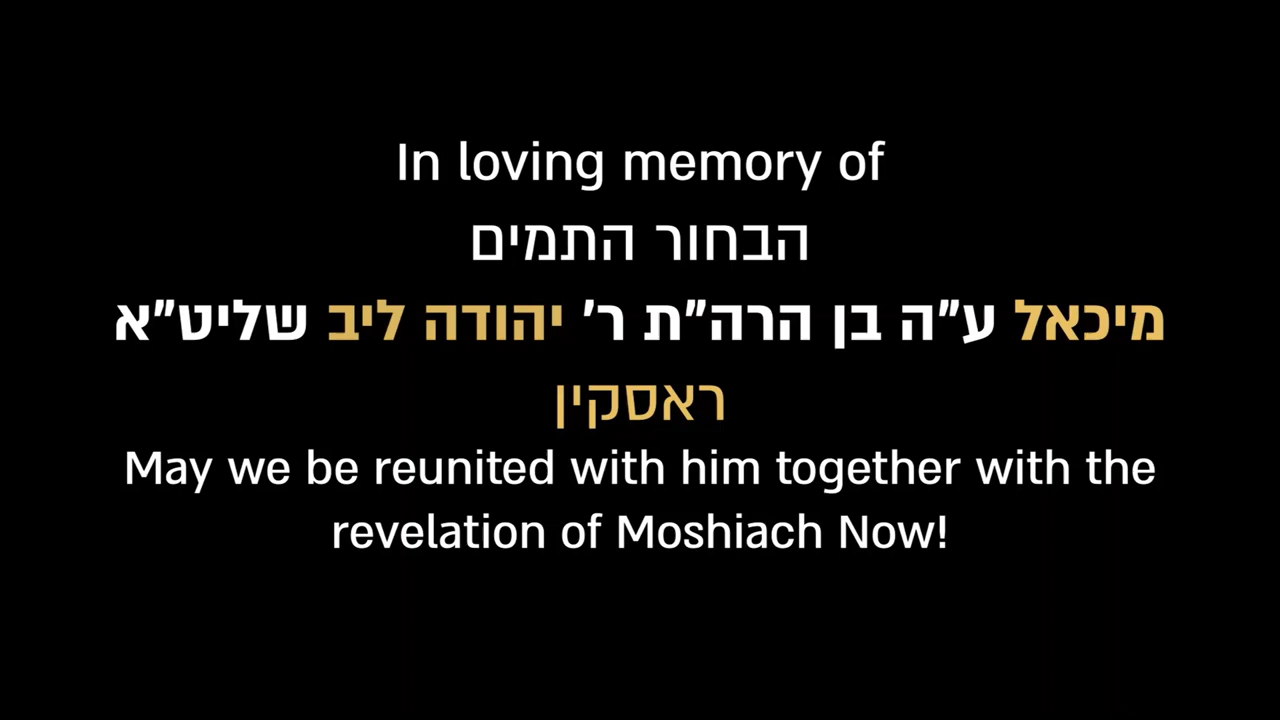 In loving memory of
הבחור התמים
מיכאל ע"ה בן הרה"ת ר' יהודה ליב שליט"א
ראסקין
May we be reunited with him together with the
revelation of Moshiach Now!